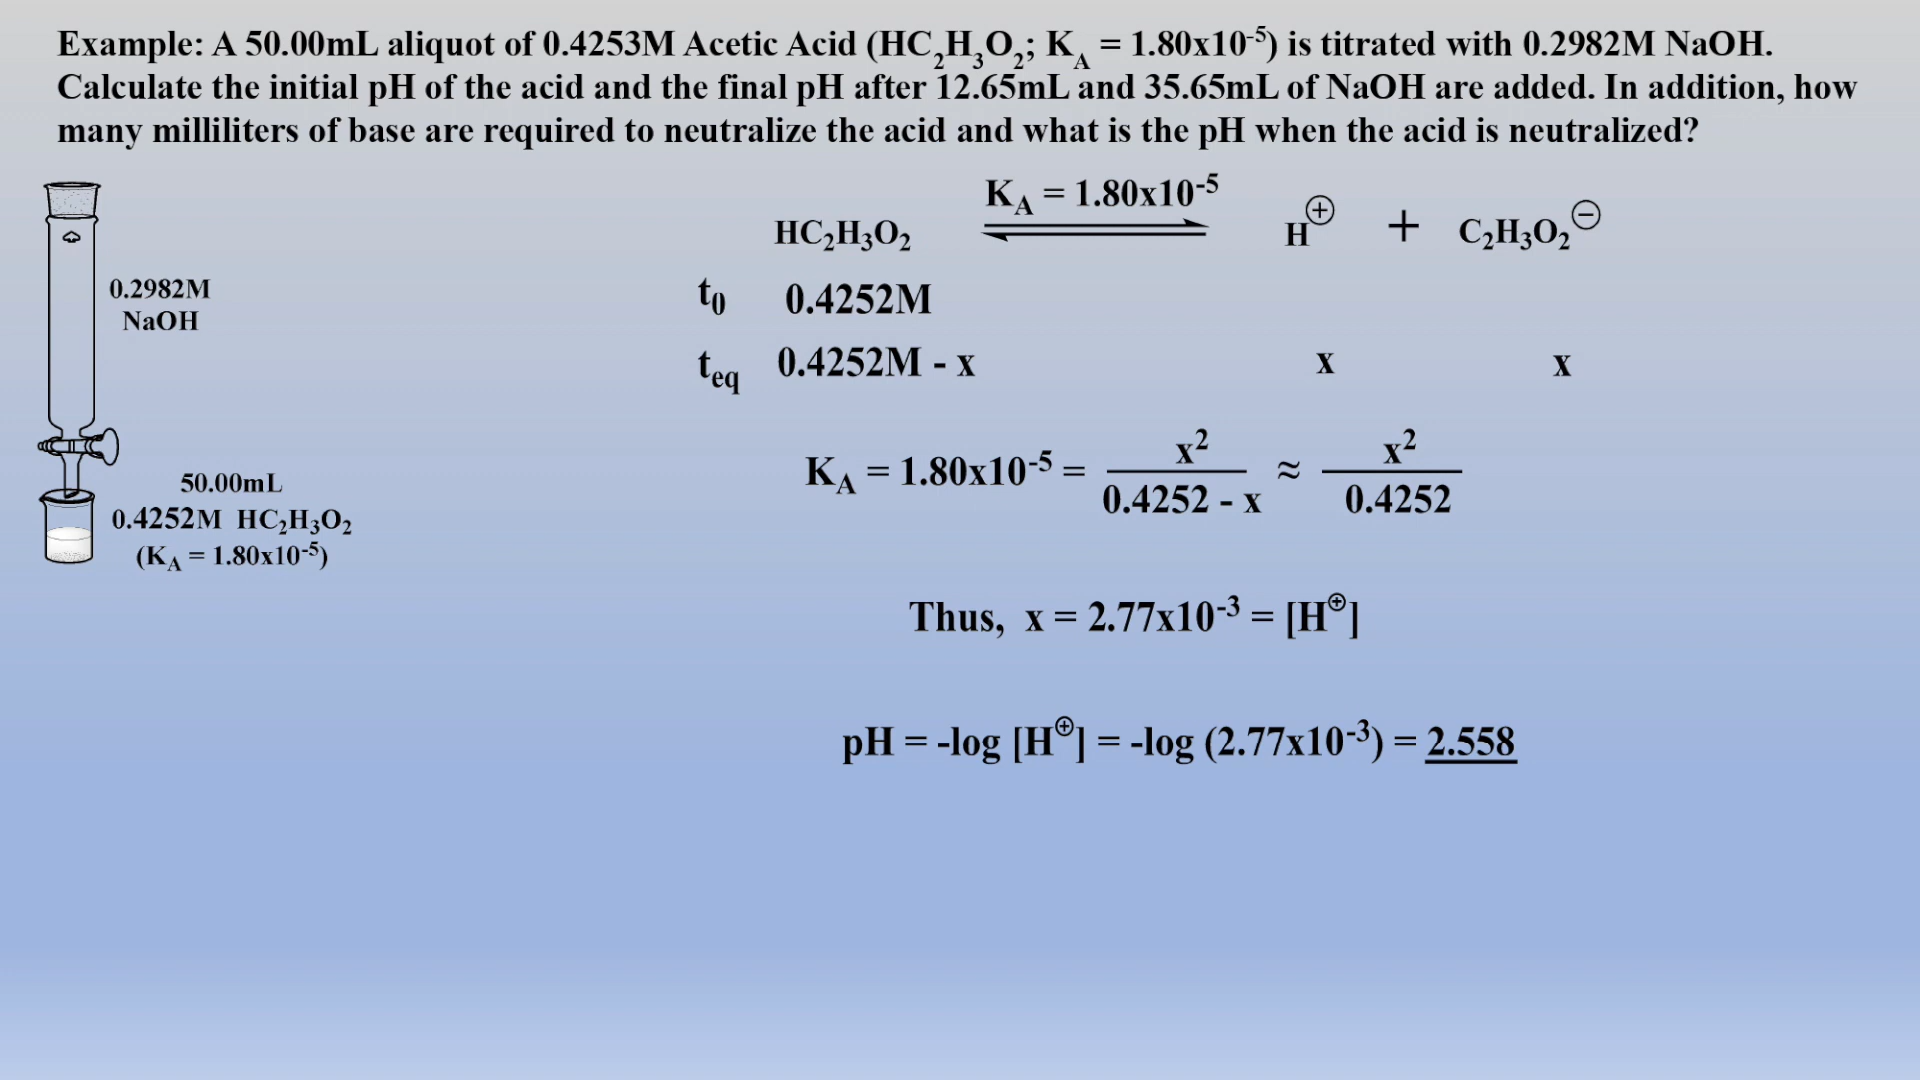 Example: A 50.00mL aliquot of 0.4253M Acetic Acid (HC₂H₃O₂; K_A = 1.80x10⁻⁵) is titrated with 0.2982M NaOH.
Calculate the initial pH of the acid and the final pH after 12.65mL and 35.65mL of NaOH are added. In addition, how
many milliliters of base are required to neutralize the acid and what is the pH when the acid is neutralized?
K_A = 1.80x10⁻⁵
HC₂H₃O₂ ⇌ H⊕ + C₂H₃O₂⊖
0.2982M
NaOH
t₀ 0.4252M
t_eq 0.4252M - x x x
50.00mL
0.4252M HC₂H₃O₂
(K_A = 1.80x10⁻⁵)
K_A = 1.80x10⁻⁵ = x² / 0.4252 - x ≈ x² / 0.4252
Thus, x = 2.77x10⁻³ = [H⊕]
pH = -log [H⊕] = -log (2.77x10⁻³) = 2.558